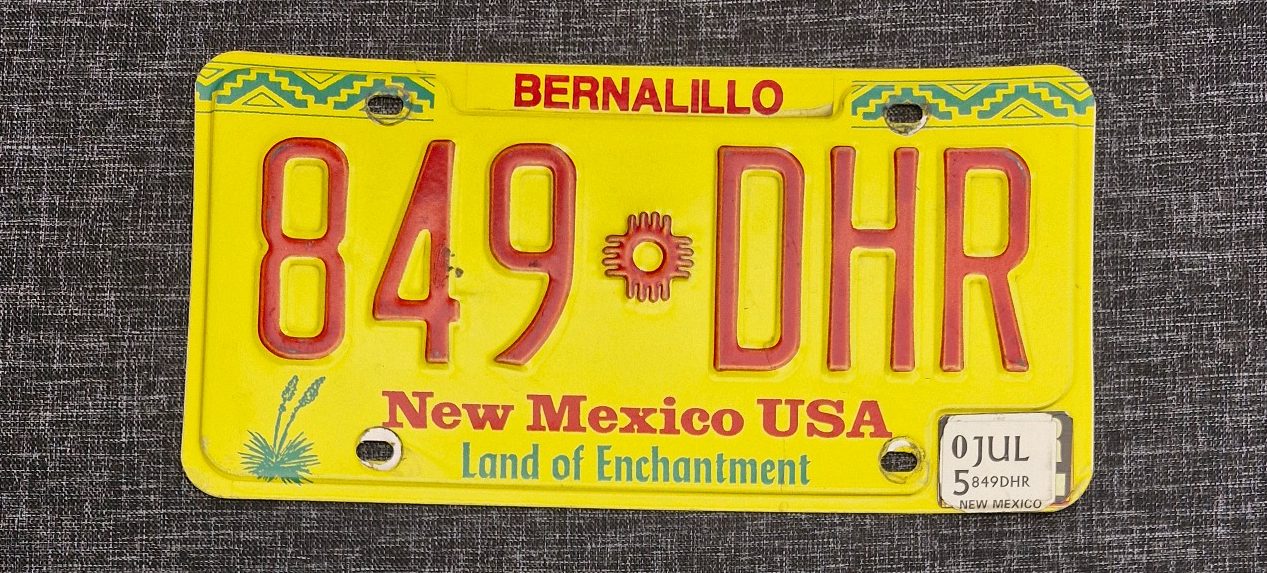 BERNALILLO
849 DHR
New Mexico USA
Land of Enchantment
0 JUL
5 849DHR
NEW MEXICO